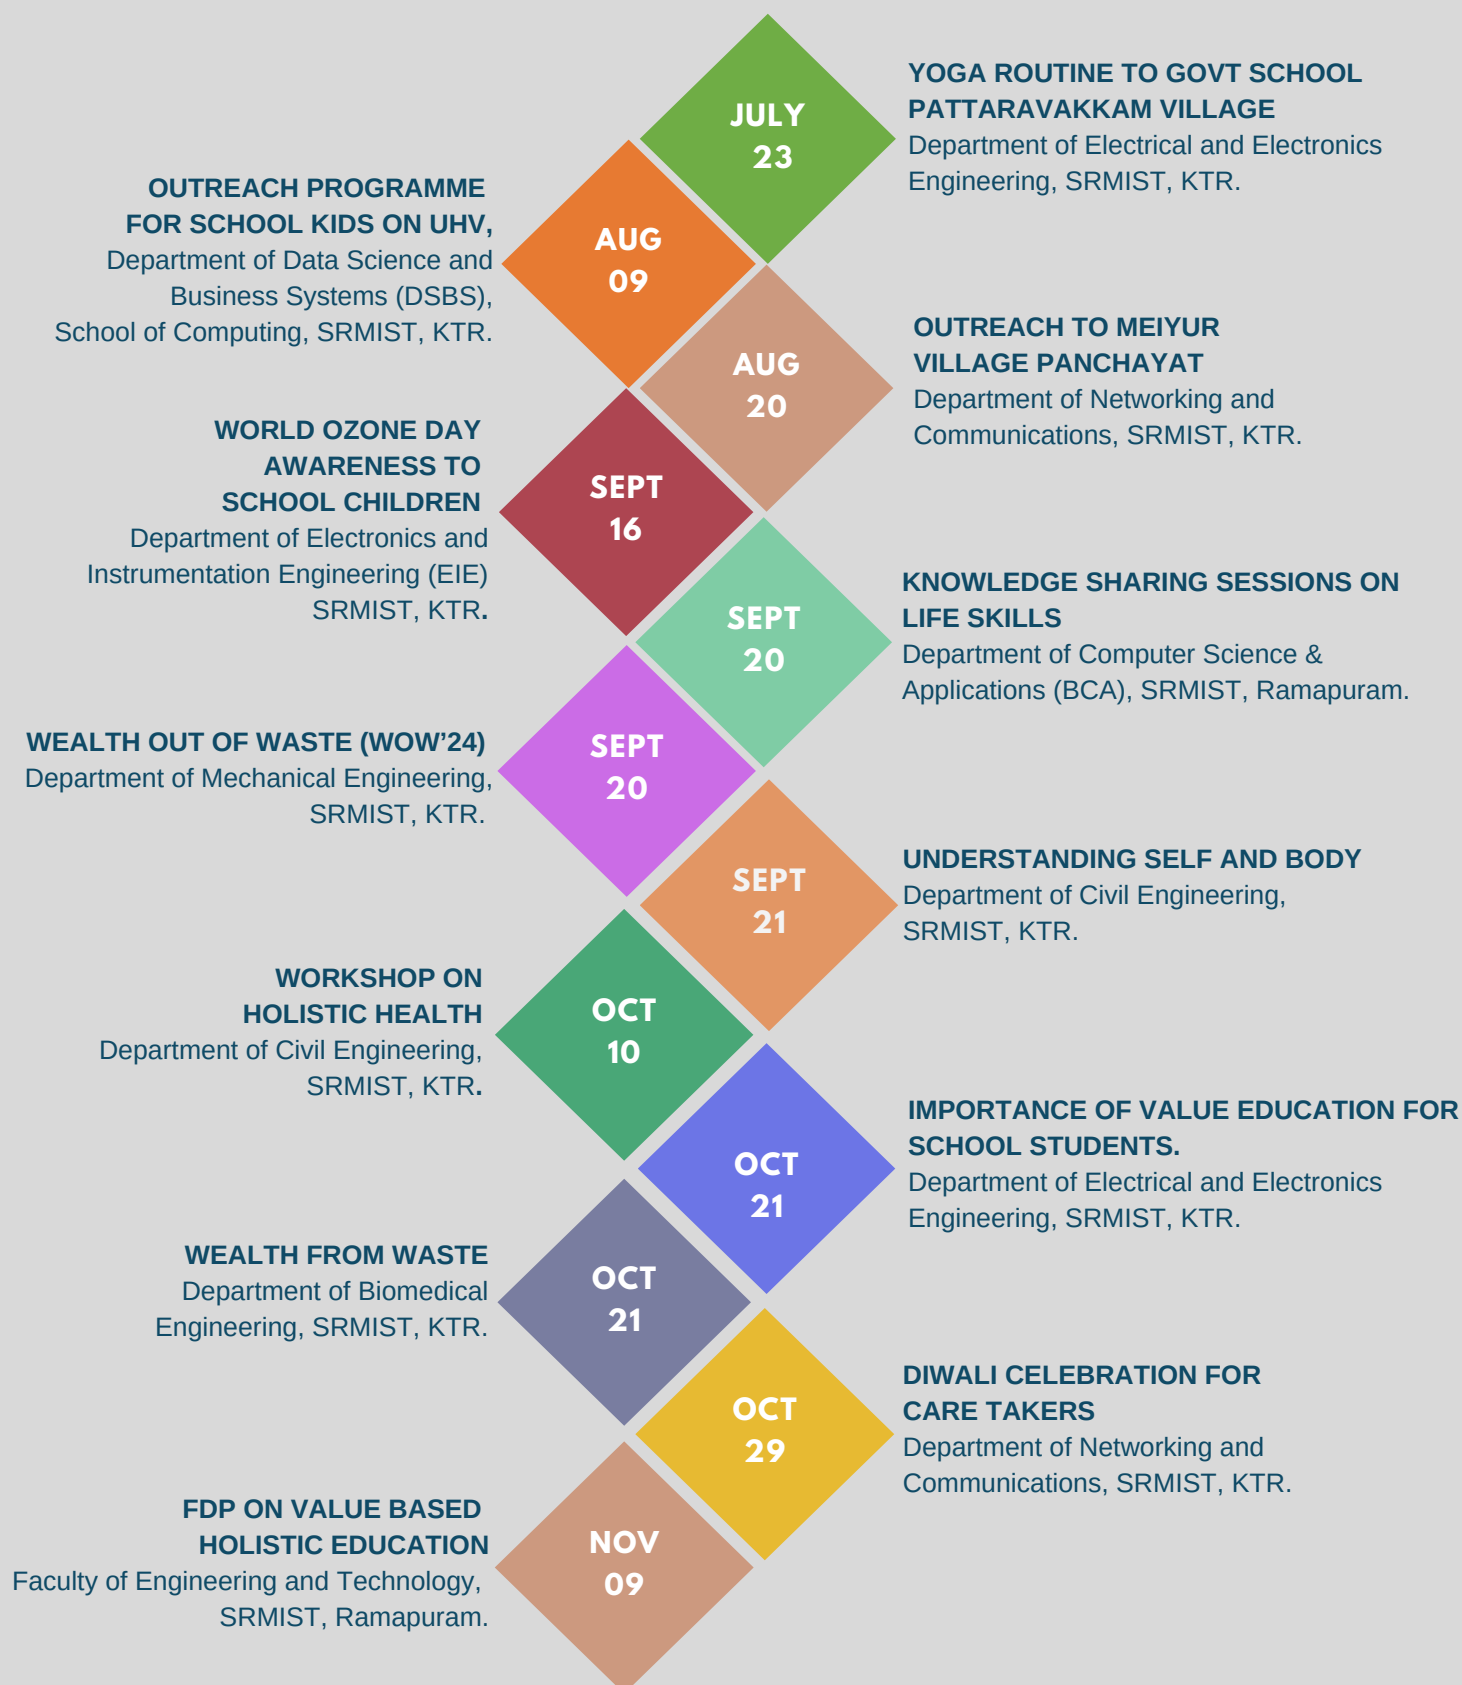 JULY
23
YOGA ROUTINE TO GOVT SCHOOL
PATTARAVAKKAM VILLAGE
Department of Electrical and Electronics
Engineering, SRMIST, KTR.
OUTREACH PROGRAMME
FOR SCHOOL KIDS ON UHV,
Department of Data Science and
Business Systems (DSBS),
School of Computing, SRMIST, KTR.
AUG
09
AUG
20
OUTREACH TO MEIYUR
VILLAGE PANCHAYAT
Department of Networking and
Communications, SRMIST, KTR.
WORLD OZONE DAY
AWARENESS TO
SCHOOL CHILDREN
Department of Electronics and
Instrumentation Engineering (EIE)
SRMIST, KTR.
SEPT
16
SEPT
20
KNOWLEDGE SHARING SESSIONS ON
LIFE SKILLS
Department of Computer Science &
Applications (BCA), SRMIST, Ramapuram.
WEALTH OUT OF WASTE (WOW’24)
Department of Mechanical Engineering,
SRMIST, KTR.
SEPT
20
SEPT
21
UNDERSTANDING SELF AND BODY
Department of Civil Engineering,
SRMIST, KTR.
WORKSHOP ON
HOLISTIC HEALTH
Department of Civil Engineering,
SRMIST, KTR.
OCT
10
OCT
21
IMPORTANCE OF VALUE EDUCATION FOR
SCHOOL STUDENTS.
Department of Electrical and Electronics
Engineering, SRMIST, KTR.
WEALTH FROM WASTE
Department of Biomedical
Engineering, SRMIST, KTR.
OCT
21
OCT
29
DIWALI CELEBRATION FOR
CARE TAKERS
Department of Networking and
Communications, SRMIST, KTR.
FDP ON VALUE BASED
HOLISTIC EDUCATION
Faculty of Engineering and Technology,
SRMIST, Ramapuram.
NOV
09